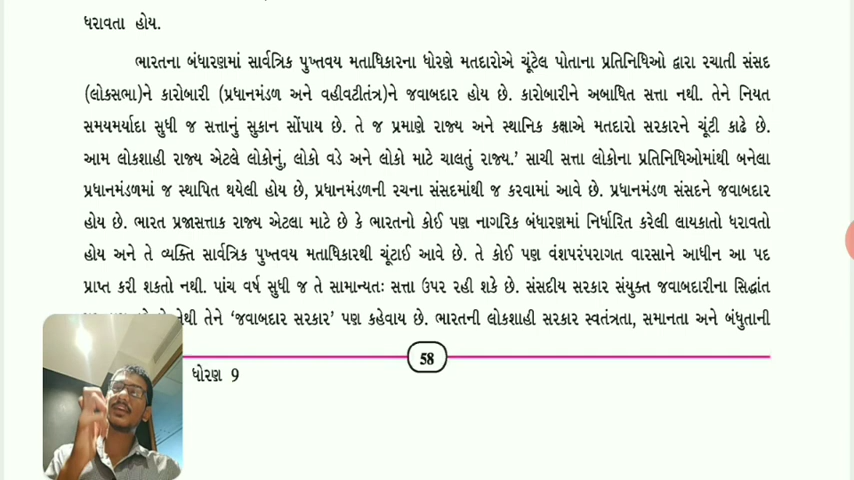 ધરાવતા હોય.
ભારતના બંધારણમાં સાર્વત્રિક પુખ્તવય મતાધિકારના ધોરણે મતદારોએ ચૂંટેલ પોતાના પ્રતિનિધિઓ દ્વારા રચાતી સંસદ
(લોકસભા)ને કારોબારી (પ્રધાનમંડળ અને વહીવટીતંત્ર)ને જવાબદાર હોય છે. કારોબારીને અબાધિત સત્તા નથી. તેને નિયત
સમયમર્યાદા સુધી જ સત્તાનું સુકાન સોંપાય છે. તે જ પ્રમાણે રાજ્ય અને સ્થાનિક કક્ષાએ મતદારો સરકારને ચૂંટી કાઢે છે.
આમ લોકશાહી રાજ્ય એટલે લોકોનું, લોકો વડે અને લોકો માટે ચાલતું રાજ્ય.’ સાચી સત્તા લોકોના પ્રતિનિધિઓમાંથી બનેલા
પ્રધાનમંડળમાં જ સ્થાપિત થયેલી હોય છે, પ્રધાનમંડળની રચના સંસદમાંથી જ કરવામાં આવે છે. પ્રધાનમંડળ સંસદને જવાબદાર
હોય છે. ભારત પ્રજાસત્તાક રાજ્ય એટલા માટે છે કે ભારતનો કોઈ પણ નાગરિક બંધારણમાં નિર્ધારિત કરેલી લાયકાતો ધરાવતો
હોય અને તે વ્યક્તિ સાર્વત્રિક પુખ્તવય મતાધિકારથી ચૂંટાઈ આવે છે. તે કોઈ પણ વંશપરંપરાગત વારસાને આધીન આ પદ
પ્રાપ્ત કરી શકતો નથી. પાંચ વર્ષ સુધી જ તે સામાન્યતઃ સત્તા ઉપર રહી શકે છે. સંસદીય સરકાર સંયુક્ત જવાબદારીના સિદ્ધાંત
તેને ‘જવાબદાર સરકાર’ પણ કહેવાય છે. ભારતની લોકશાહી સરકાર સ્વતંત્રતા, સમાનતા અને બંધુતાની
58
ધોરણ 9